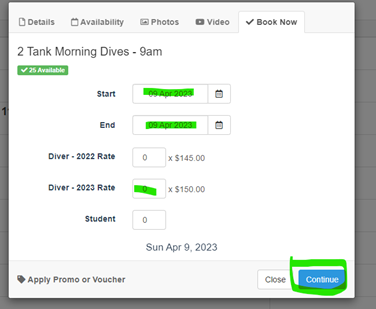 Details Availability Photos Video Book Now
2 Tank Morning Dives - 9am
25 Available
Start 09 Apr 2023
End 09 Apr 2023
Diver - 2022 Rate 0 x $145.00
Diver - 2023 Rate 0 x $150.00
Student 0
Sun Apr 9, 2023
Apply Promo or Voucher Close Continue